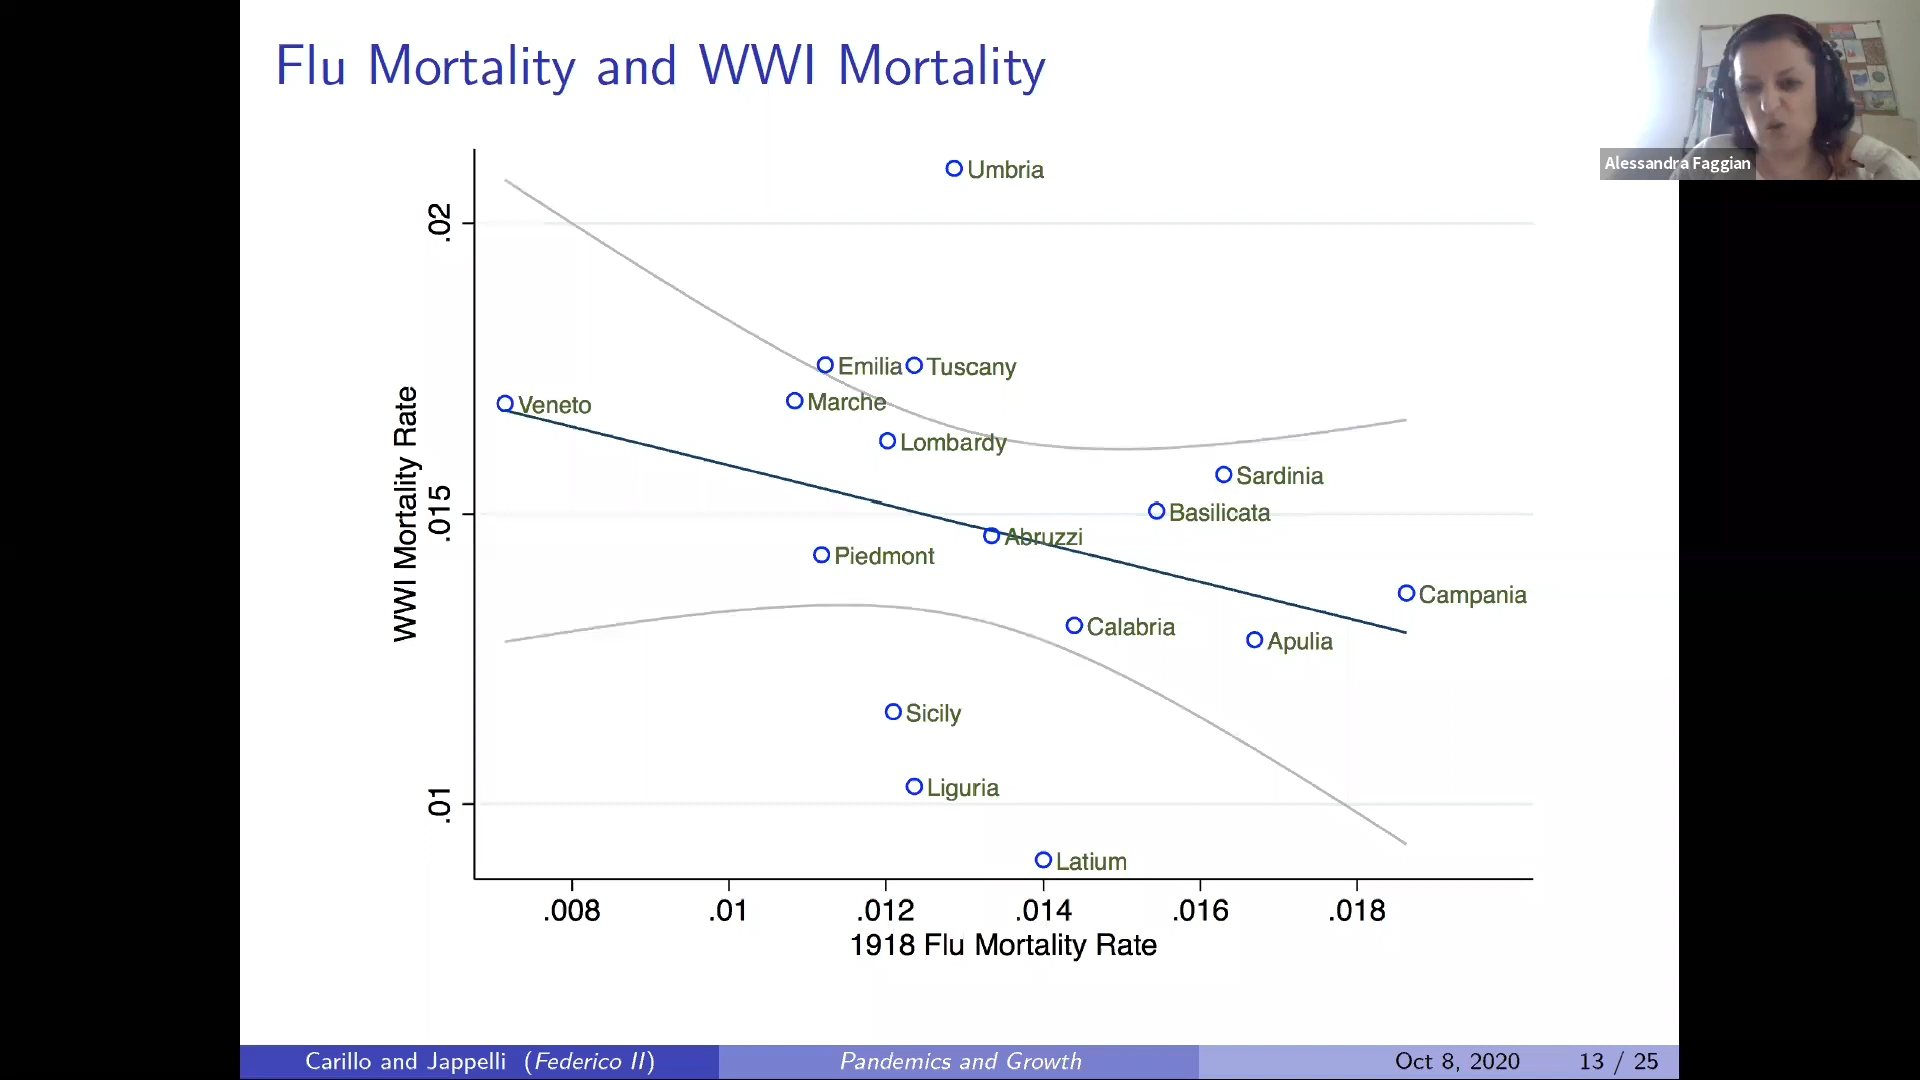 Flu Mortality and WWI Mortality
Alessandra Faggian
Umbria
.02
Emilia
Tuscany
Veneto
Marche
Lombardy
WWI Mortality Rate
Sardinia
.015
Basilicata
Abruzzi
Piedmont
Campania
Calabria
Apulia
Sicily
Liguria
.01
Latium
.008 .01 .012 .014 .016 .018
1918 Flu Mortality Rate
Carillo and Jappelli (Federico II) Pandemics and Growth Oct 8, 2020 13 / 25